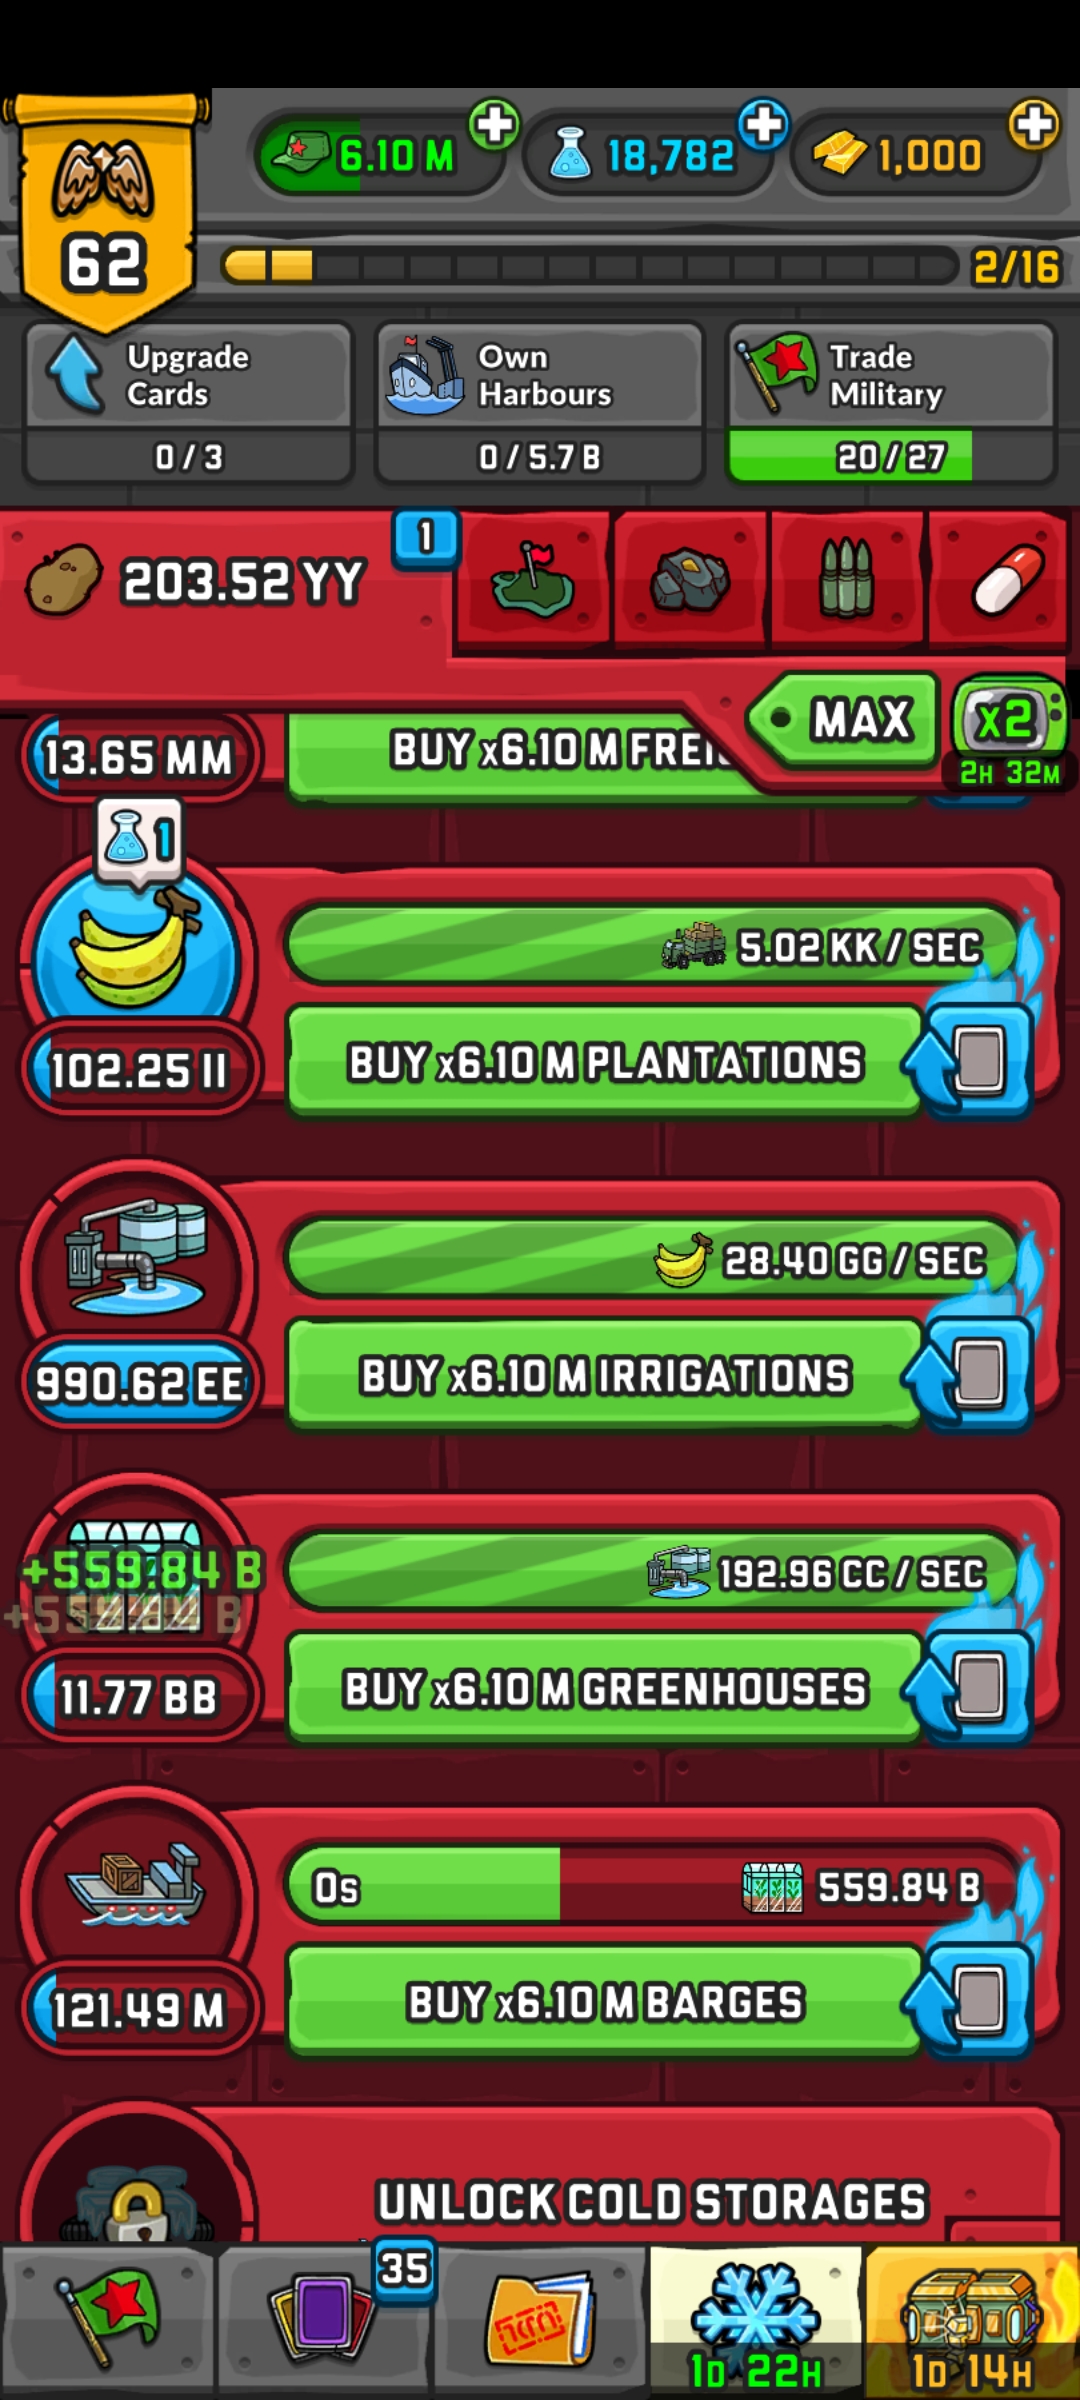 62
6.10 M
18,782
1,000
2/16
Upgrade
Cards
0 / 3
Own
Harbours
0 / 5.7 B
Trade
Military
20 / 27
203.52 YY
1
MAX
x2
2H 32M
13.65 MM
BUY x6.10 M
1
5.02 KK / SEC
102.25 II
BUY x6.10 M PLANTATIONS
28.40 GG / SEC
990.62 EE
BUY x6.10 M IRRIGATIONS
+559.84 B
192.96 CC / SEC
11.77 BB
BUY x6.10 M GREENHOUSES
0s
559.84 B
121.49 M
BUY x6.10 M BARGES
UNLOCK COLD STORAGES
35
1D 22H
1D 14H